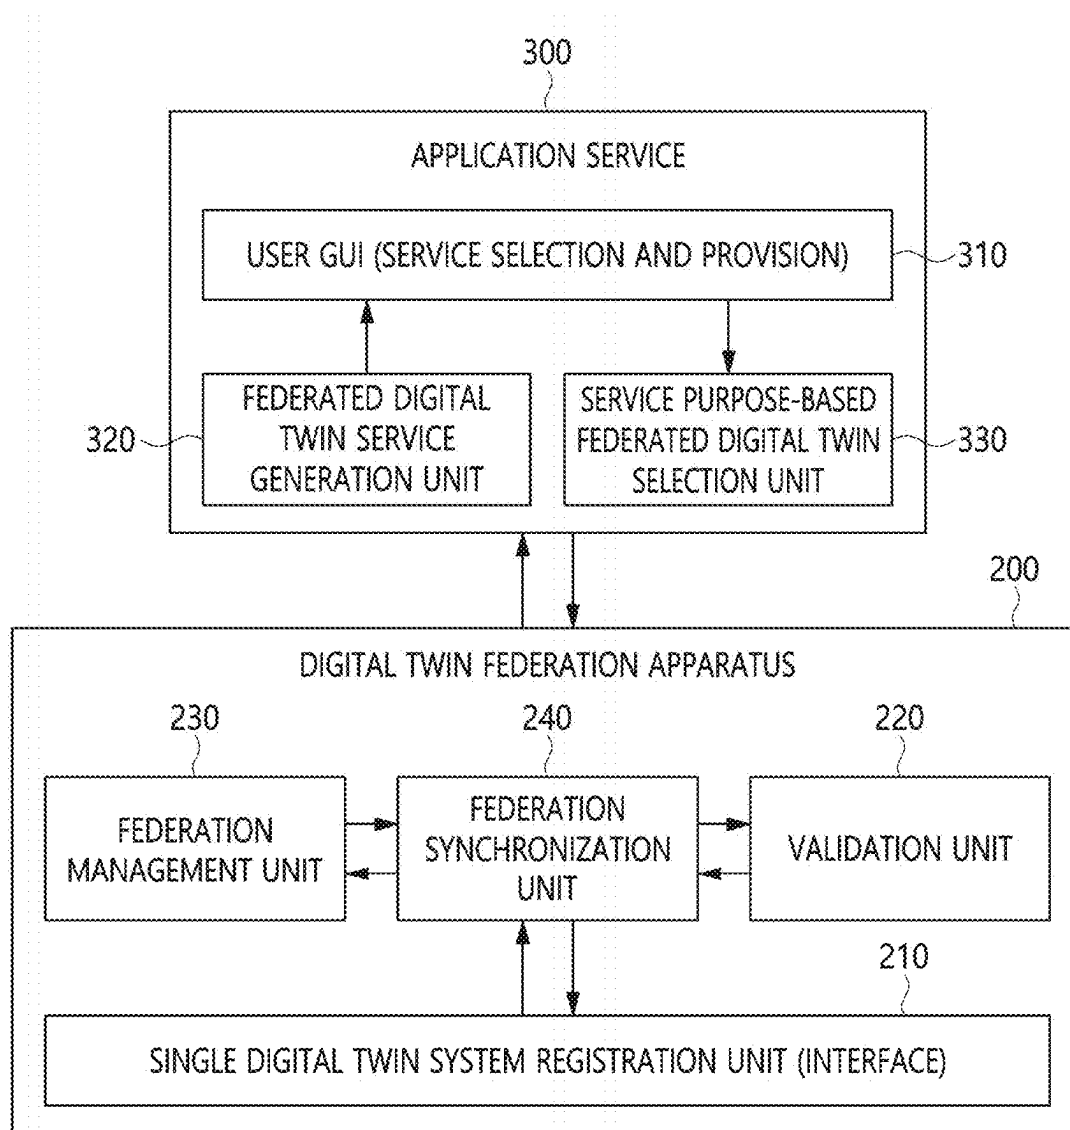 300
APPLICATION SERVICE
USER GUI (SERVICE SELECTION AND PROVISION)
310
FEDERATED DIGITAL
TWIN SERVICE
GENERATION UNIT
320
SERVICE PURPOSE-BASED
FEDERATED DIGITAL TWIN
SELECTION UNIT
330
200
DIGITAL TWIN FEDERATION APPARATUS
230
240
220
FEDERATION
MANAGEMENT UNIT
FEDERATION
SYNCHRONIZATION
UNIT
VALIDATION UNIT
210
SINGLE DIGITAL TWIN SYSTEM REGISTRATION UNIT (INTERFACE)